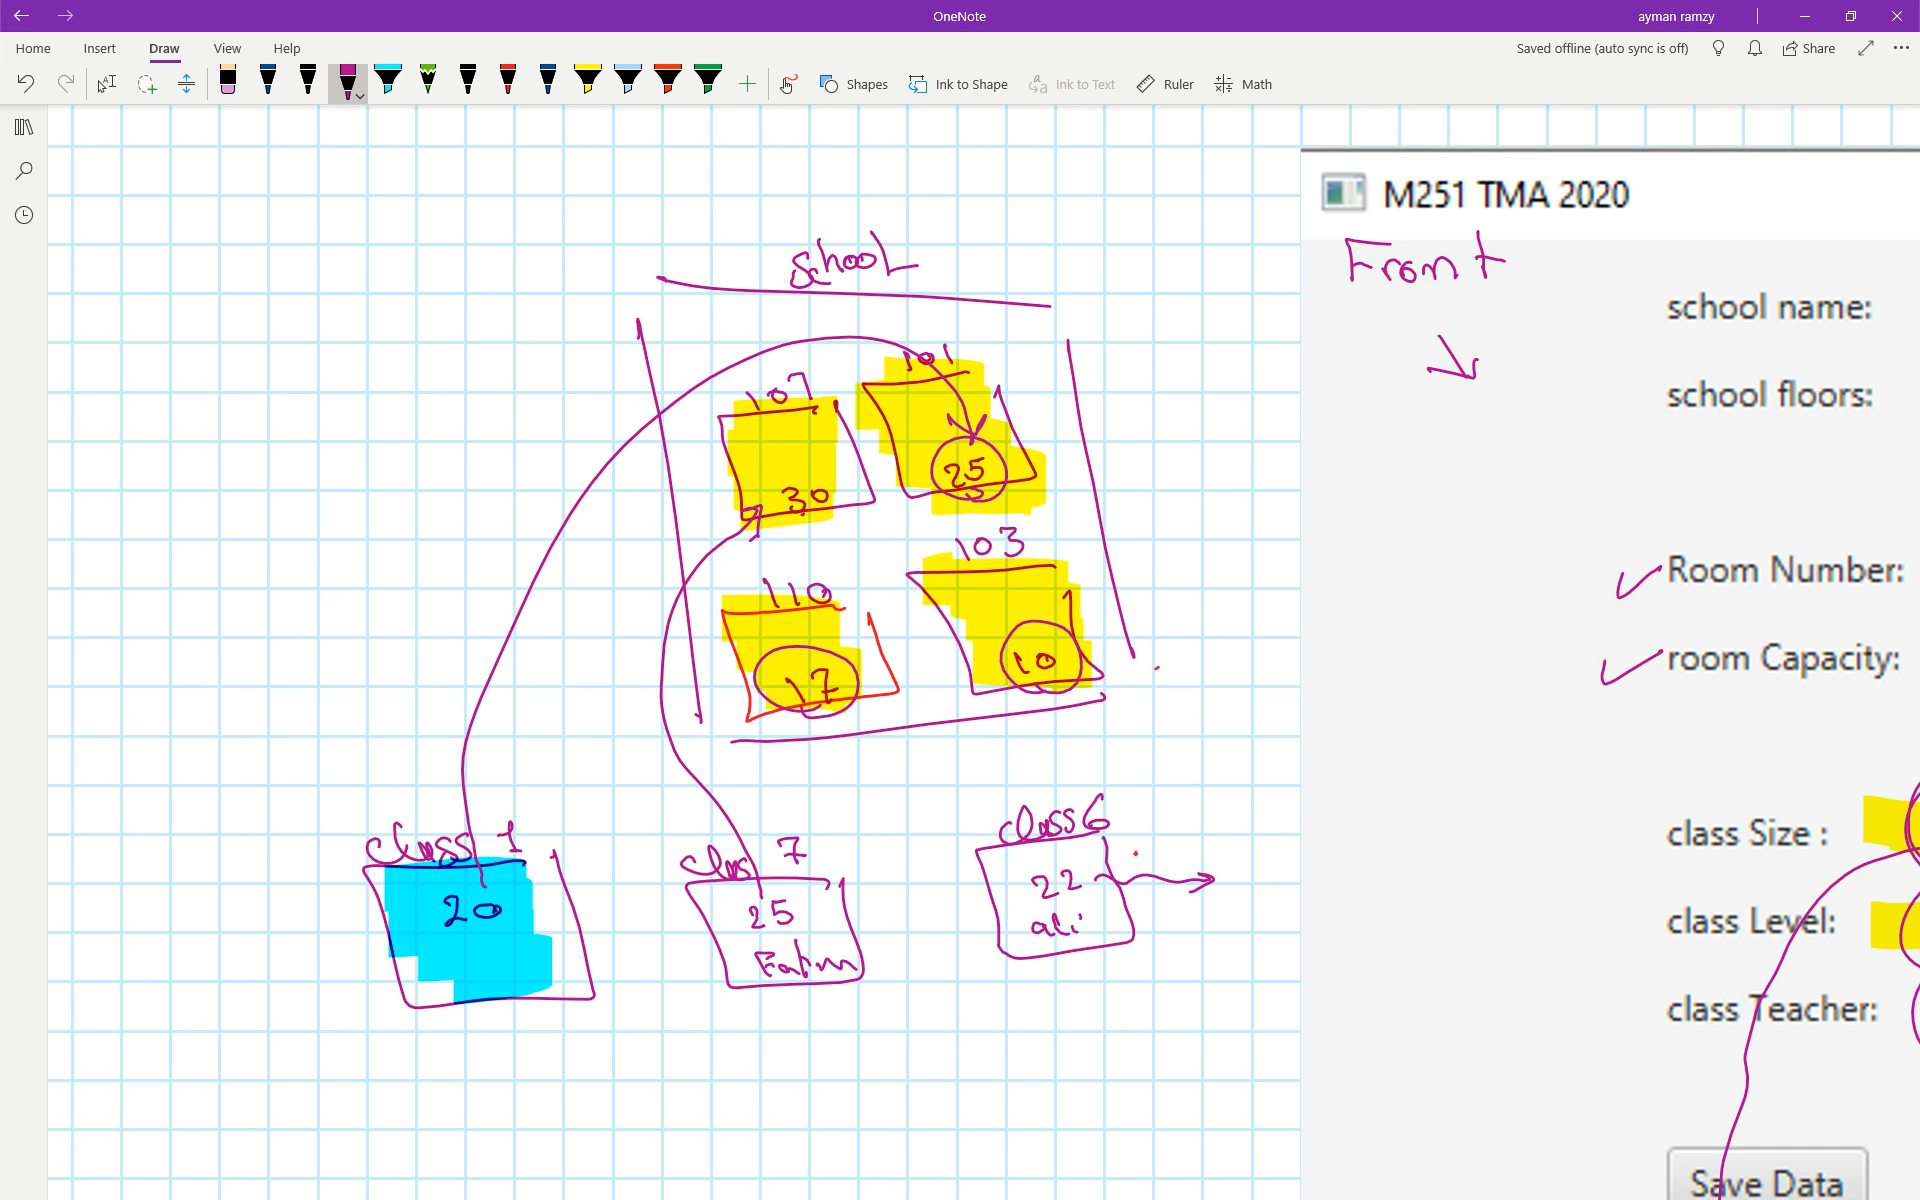 OneNote
ayman ramzy
Home Insert Draw View Help
Saved offline (auto sync is off)
Share
Shapes
Ink to Shape
Ink to Text
Ruler
Math
school
107
30
101
25
110
17
103
10
class 1
20
clas 7
25
class 6
22
ali
M251 TMA 2020
Front
school name:
school floors:
Room Number:
room Capacity:
class Size :
class Level:
class Teacher:
Save Data